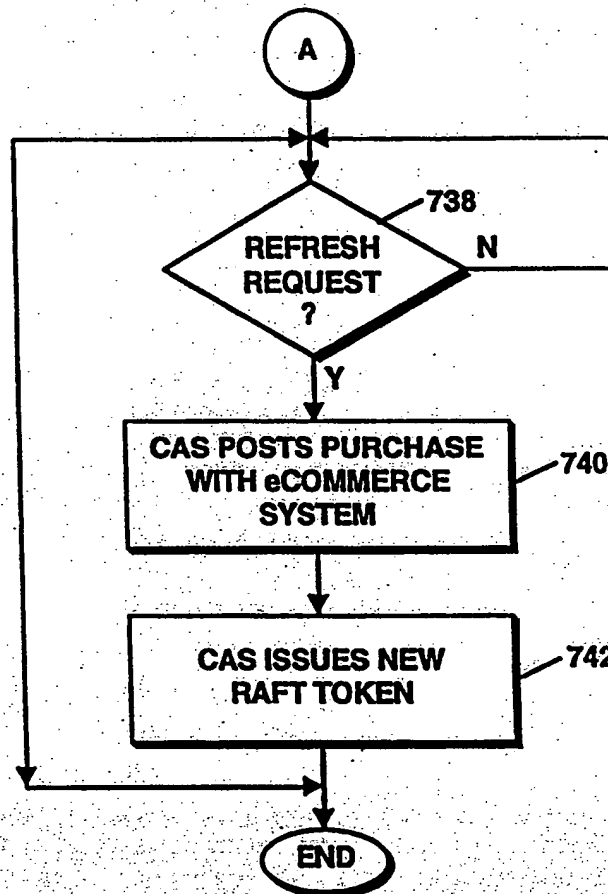 A
738
REFRESH
REQUEST
?
N
Y
CAS POSTS PURCHASE
WITH eCOMMERCE
SYSTEM
740
CAS ISSUES NEW
RAFT TOKEN
742
END